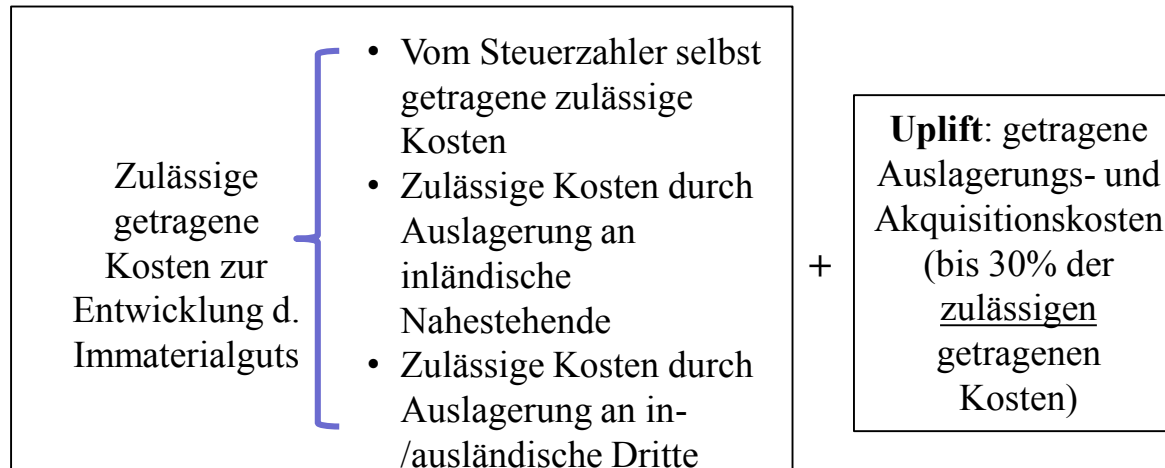 Zulässige
getragene
Kosten zur
Entwicklung d.
Immaterialguts
• Vom Steuerzahler selbst
getragene zulässige
Kosten
• Zulässige Kosten durch
Auslagerung an
inländische
Nahestehende
• Zulässige Kosten durch
Auslagerung an in-
/ausländische Dritte
+
Uplift: getragene
Auslagerungs- und
Akquisitionskosten
(bis 30% der
zulässigen
getragenen
Kosten)